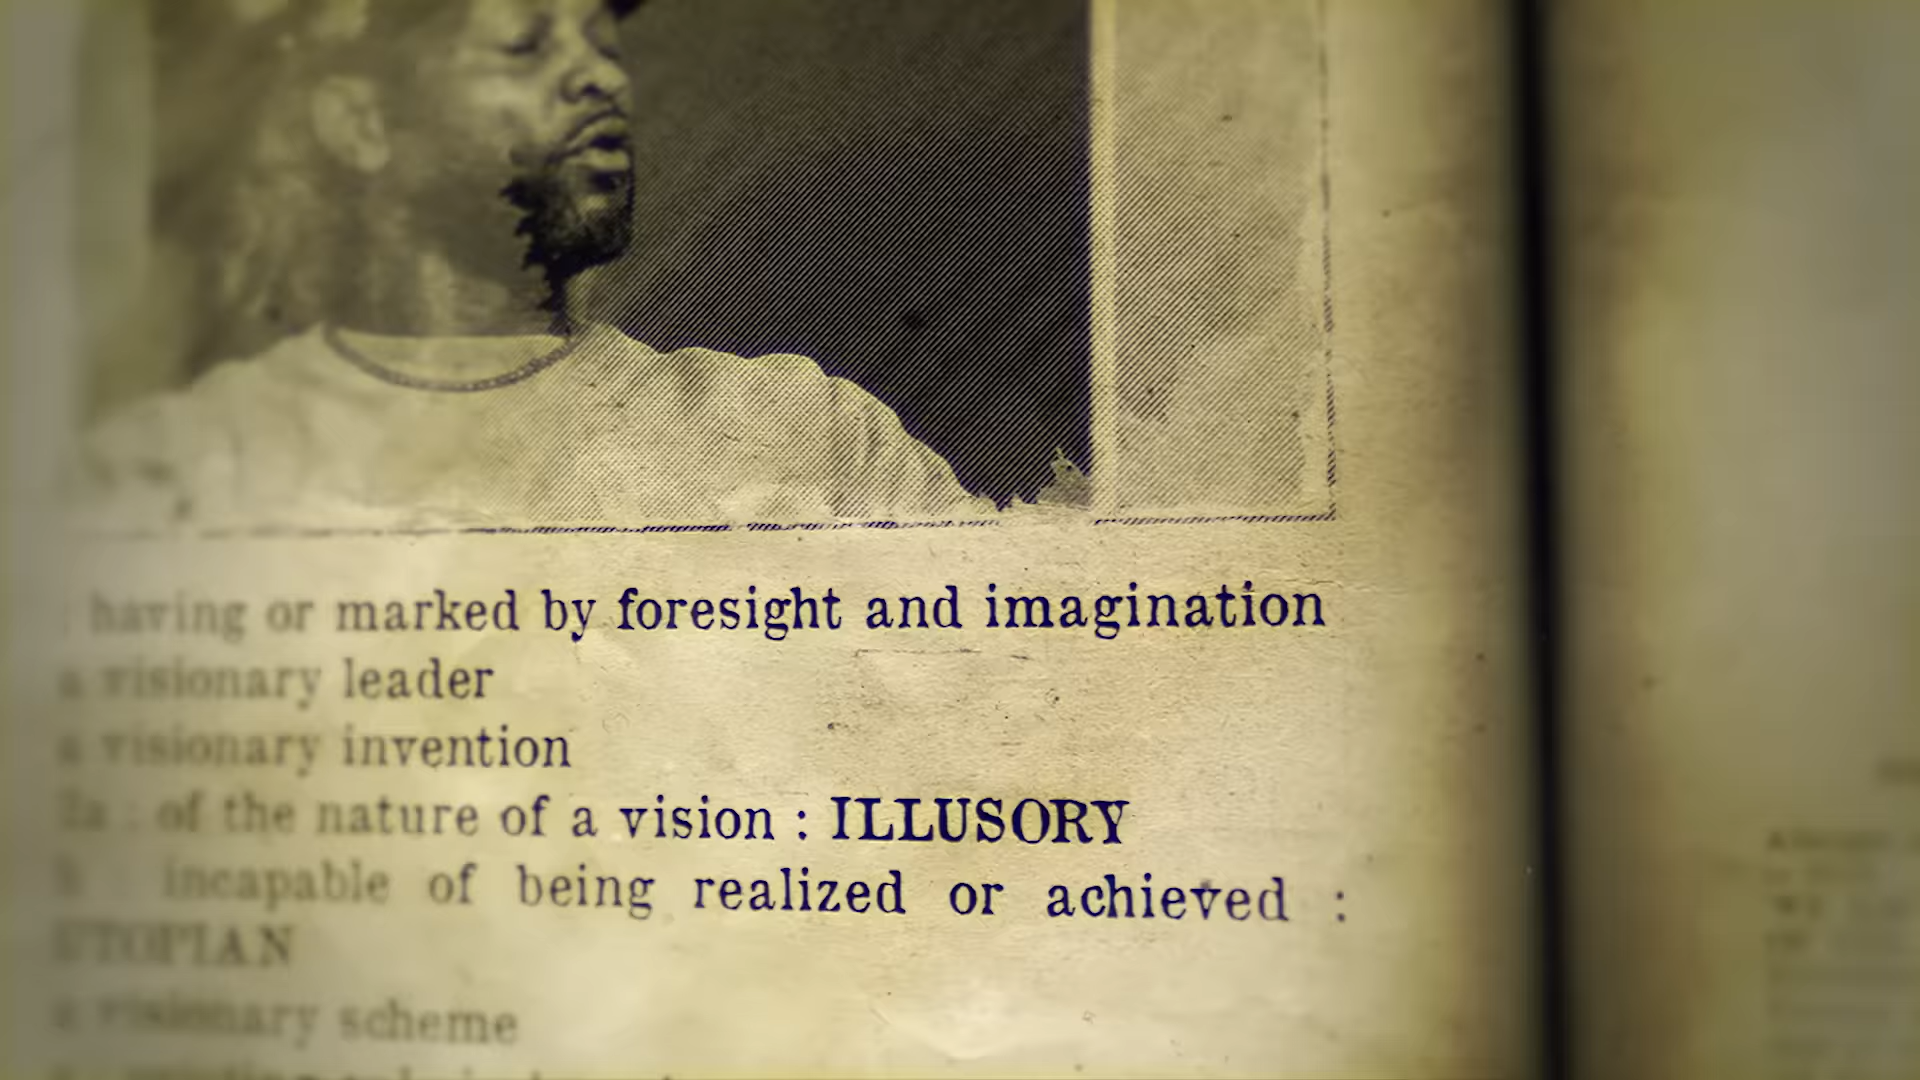 having or marked by foresight and imagination
a visionary leader
a visionary invention
2a : of the nature of a vision : ILLUSORY
incapable of being realized or achieved :
UTOPIAN
a visionary scheme